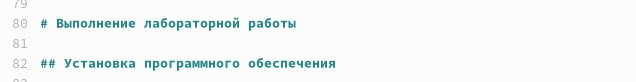 79
80 # Выполнение лабораторной работы
81
82 ## Установка программного обеспечения